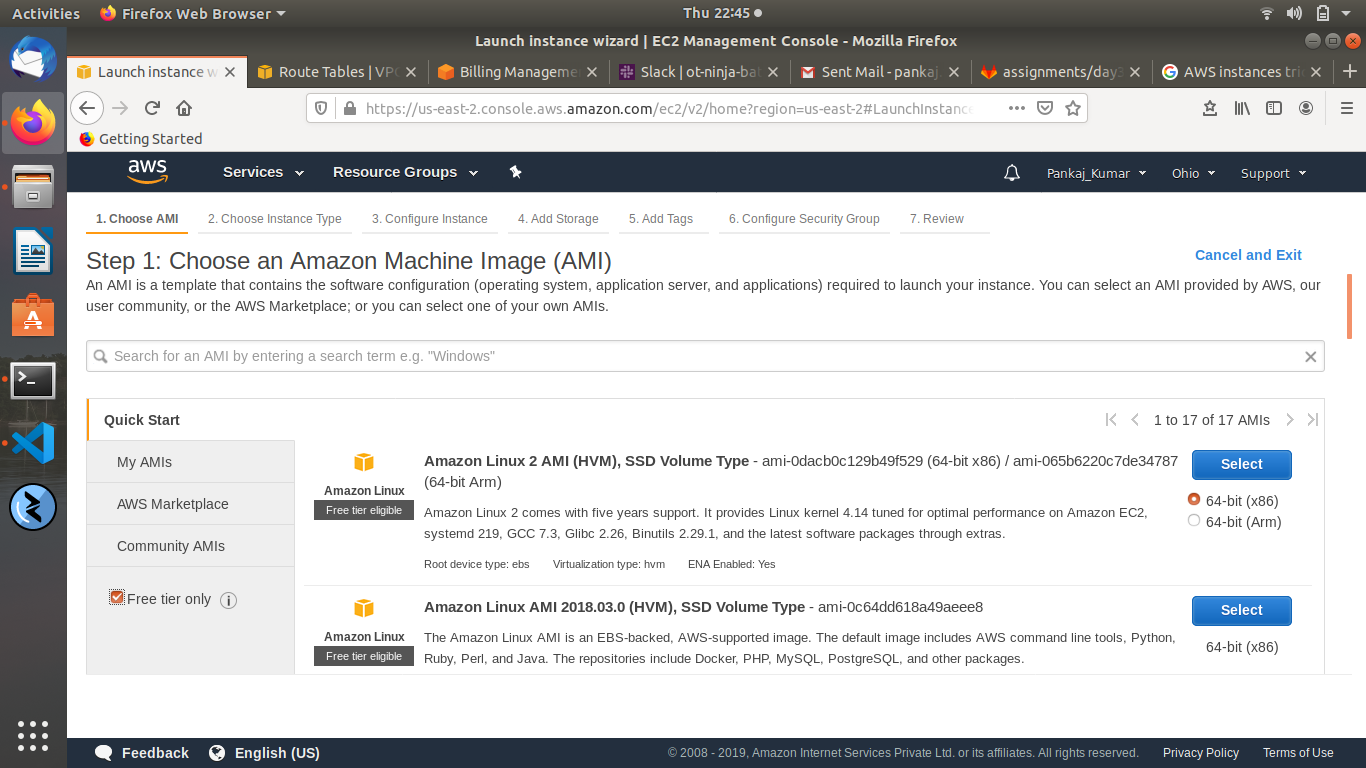 Activities Firefox Web Browser Thu 22:45
Launch instance wizard | EC2 Management Console - Mozilla Firefox
Launch instance w Route Tables | VPC Billing Manageme Slack | ot-ninja-bat Sent Mail - pankaj. assignments/day3 AWS instances tri
https://us-east-2.console.aws.amazon.com/ec2/v2/home?region=us-east-2#LaunchInstance
Getting Started
aws Services Resource Groups Pankaj_Kumar Ohio Support
1. Choose AMI 2. Choose Instance Type 3. Configure Instance 4. Add Storage 5. Add Tags 6. Configure Security Group 7. Review
Step 1: Choose an Amazon Machine Image (AMI) Cancel and Exit
An AMI is a template that contains the software configuration (operating system, application server, and applications) required to launch your instance. You can select an AMI provided by AWS, our
user community, or the AWS Marketplace; or you can select one of your own AMIs.
Search for an AMI by entering a search term e.g. "Windows"
Quick Start 1 to 17 of 17 AMIs
My AMIs
AWS Marketplace
Community AMIs
Free tier only
Amazon Linux
Free tier eligible
Amazon Linux 2 AMI (HVM), SSD Volume Type - ami-0dacb0c129b49f529 (64-bit x86) / ami-065b6220c7de34787
(64-bit Arm)
Amazon Linux 2 comes with five years support. It provides Linux kernel 4.14 tuned for optimal performance on Amazon EC2,
systemd 219, GCC 7.3, Glibc 2.26, Binutils 2.29.1, and the latest software packages through extras.
Root device type: ebs Virtualization type: hvm ENA Enabled: Yes
Select
64-bit (x86)
64-bit (Arm)
Amazon Linux
Free tier eligible
Amazon Linux AMI 2018.03.0 (HVM), SSD Volume Type - ami-0c64dd618a49aeee8
The Amazon Linux AMI is an EBS-backed, AWS-supported image. The default image includes AWS command line tools, Python,
Ruby, Perl, and Java. The repositories include Docker, PHP, MySQL, PostgreSQL, and other packages.
Select
64-bit (x86)
Feedback English (US) © 2008 - 2019, Amazon Internet Services Private Ltd. or its affiliates. All rights reserved. Privacy Policy Terms of Use